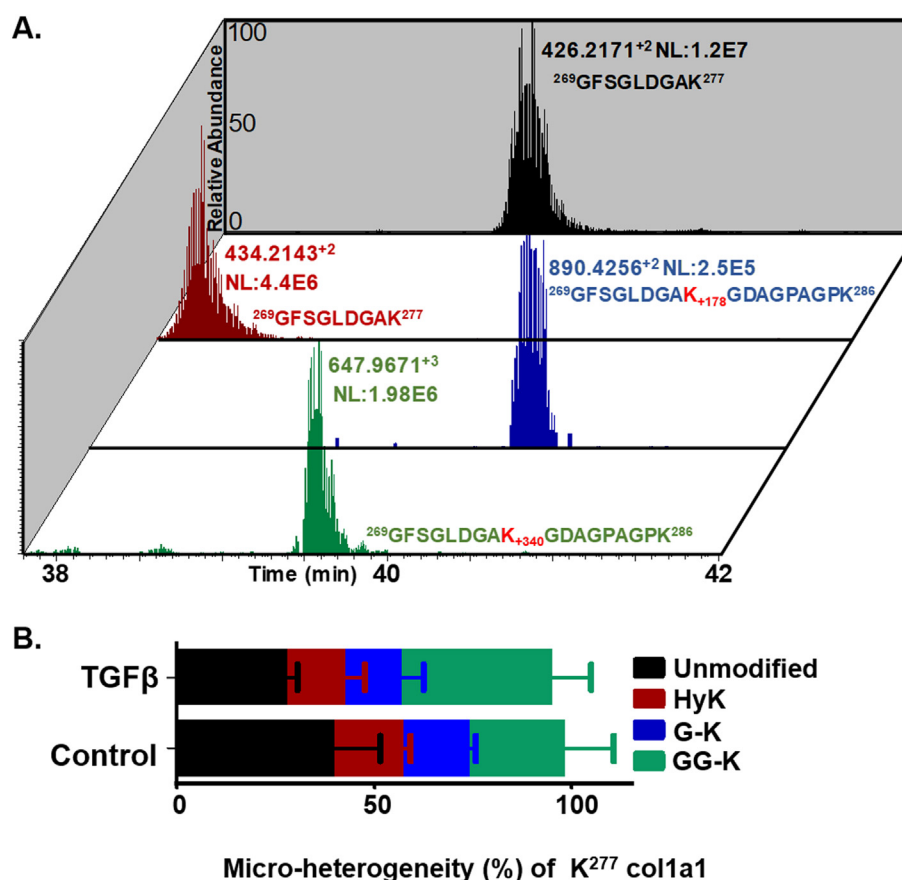 A.
100
50
0
Relative Abundance
426.2171⁺² NL:1.2E7
²⁶⁹GFSGLDGAK²⁷⁷
434.2143⁺²
NL:4.4E6
²⁶⁹GFSGLDGAK²⁷⁷
890.4256⁺² NL:2.5E5
²⁶⁹GFSGLDGAK₊₁₇₈GDAGPAGPK²⁸⁶
647.9671⁺³
NL:1.98E6
²⁶⁹GFSGLDGAK₊₃₄₀GDAGPAGPK²⁸⁶
38 Time (min) 40 42
B.
TGFβ
Control
Unmodified
HyK
G-K
GG-K
0 50 100
Micro-heterogeneity (%) of K²⁷⁷ col1a1